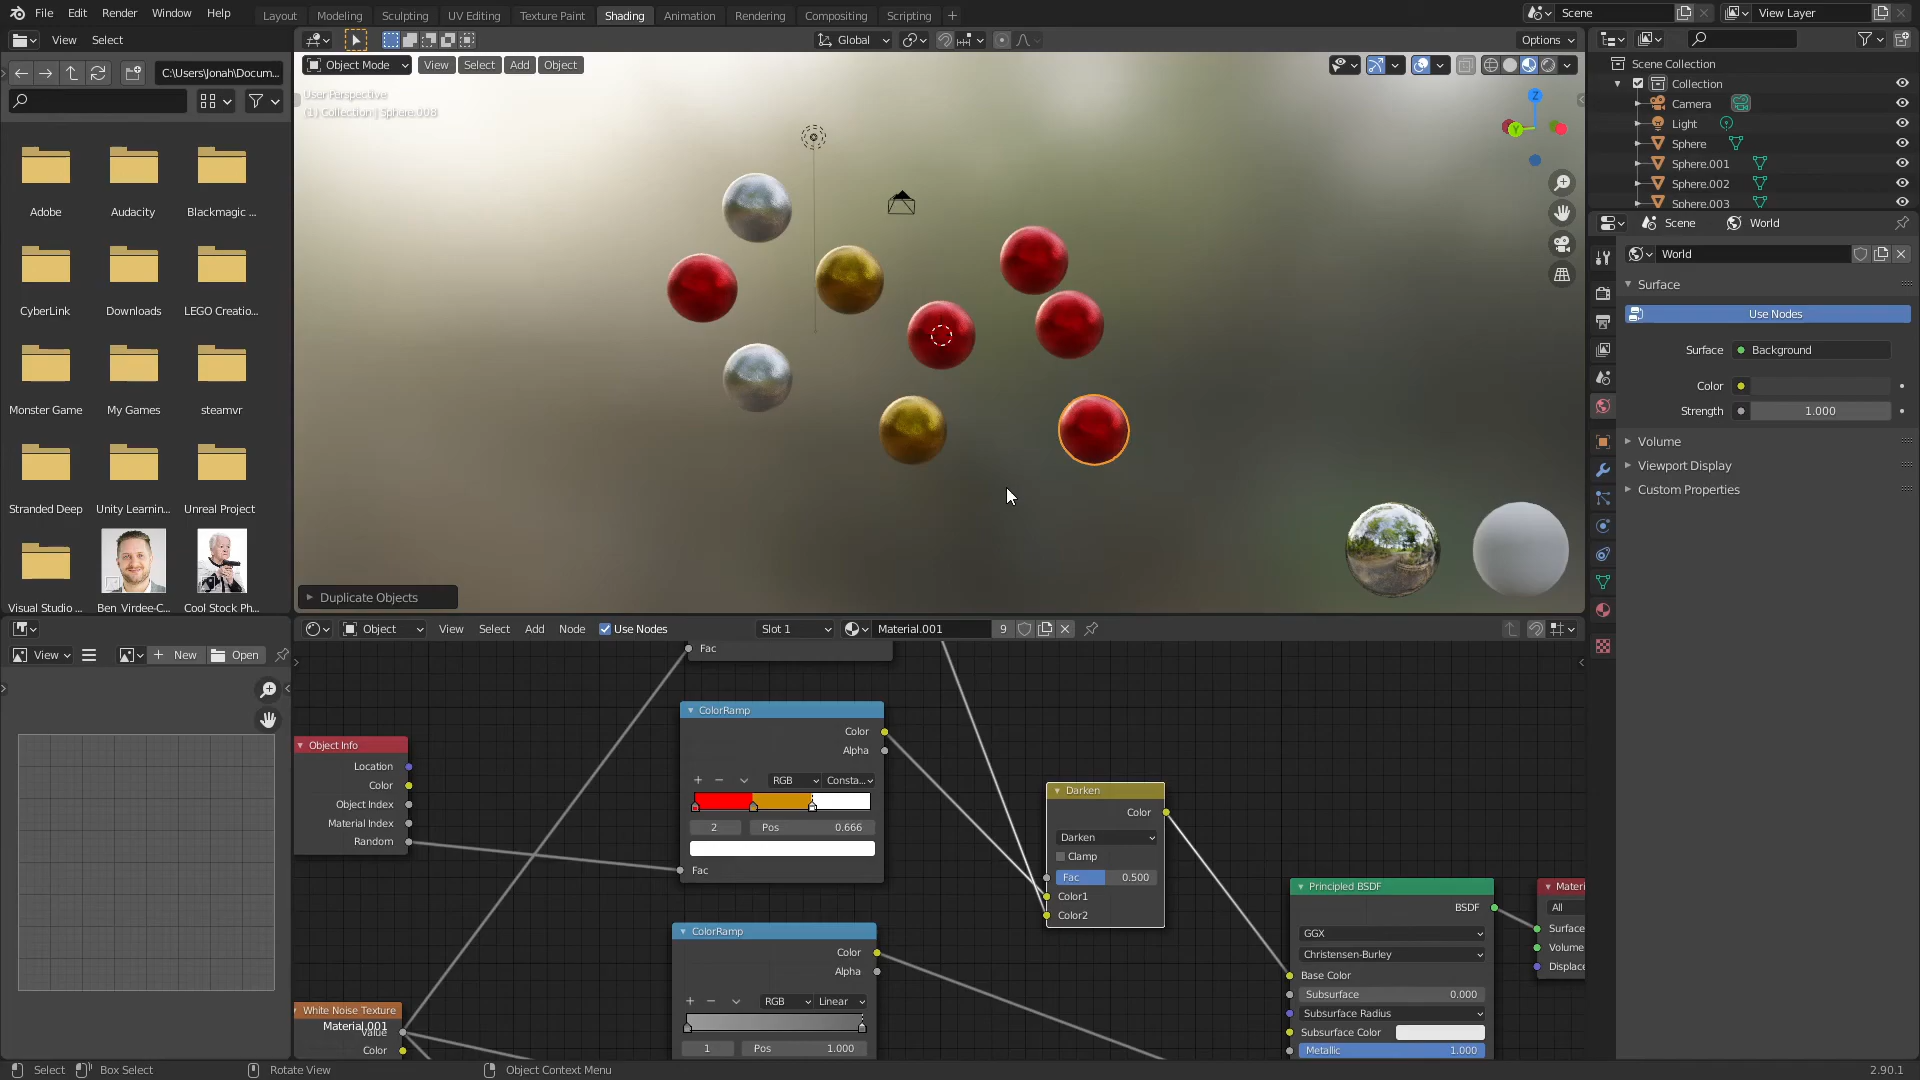 File Edit Render Window Help
Layout Modeling Sculpting UV Editing Texture Paint Shading Animation Rendering Compositing Scripting
Scene View Layer
View Select
Global
Options
C:\Users\Jonah\Docum...
Object Mode View Select Add Object
User Perspective
(1) Collection | Sphere.008
Z
Y
Scene Collection
Collection
Camera
Light
Sphere
Sphere.001
Sphere.002
Sphere.003
Scene World
World
Surface
Use Nodes
Surface Background
Color
Strength 1.000
Volume
Viewport Display
Custom Properties
Adobe Audacity Blackmagic ...
CyberLink Downloads LEGO Creatio...
Monster Game My Games steamvr
Stranded Deep Unity Learnin... Unreal Project
Visual Studio ... Ben_Virdee-C... Cool Stock Ph...
Duplicate Objects
Object View Select Add Node Use Nodes Slot 1 Material.001 9
View New Open
Fac
ColorRamp
Color
Alpha
RGB Consta...
2 Pos 0.666
Fac
Object Info
Location
Color
Object Index
Material Index
Random
Darken
Color
Darken
Clamp
Fac 0.500
Color1
Color2
ColorRamp
Color
Alpha
RGB Linear
1 Pos 1.000
Principled BSDF
BSDF
GGX
Christensen-Burley
Base Color
Subsurface 0.000
Subsurface Radius
Subsurface Color
Metallic 1.000
Materi
All
Surface
Volume
Displace
White Noise Texture
Material.001
Value
Color
Select Box Select Rotate View Object Context Menu 2.90.1